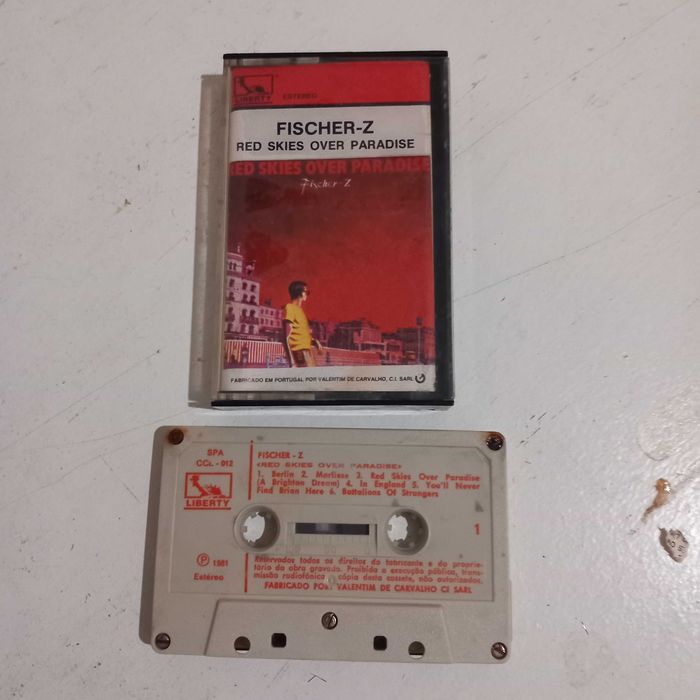 LIBERTY
ESTEREO
FISCHER-Z
RED SKIES OVER PARADISE
RED SKIES OVER PARADISE
Fischer-Z
FABRICADO EM PORTUGAL POR VALENTIM DE CARVALHO, C.I. SARL
SPA
CCL - 012
LIBERTY
Ⓟ 1981
Estéreo
FISCHER - Z
«RED SKIES OVER PARADISE»
1. Berlin 2. Marliese 3. Red Skies Over Paradise
(A Brighton Dream) 4. In England 5. You'll Never
Find Brian Here 6. Battalions Of Strangers
1
Reservados todos os direitos do fabricante e do proprie-
tário da obra gravada. Proibida a execução pública, trans-
missão radiofónica cópia desta cassete, não autorizadas.
FABRICADO POR VALENTIM DE CARVALHO CI SARL